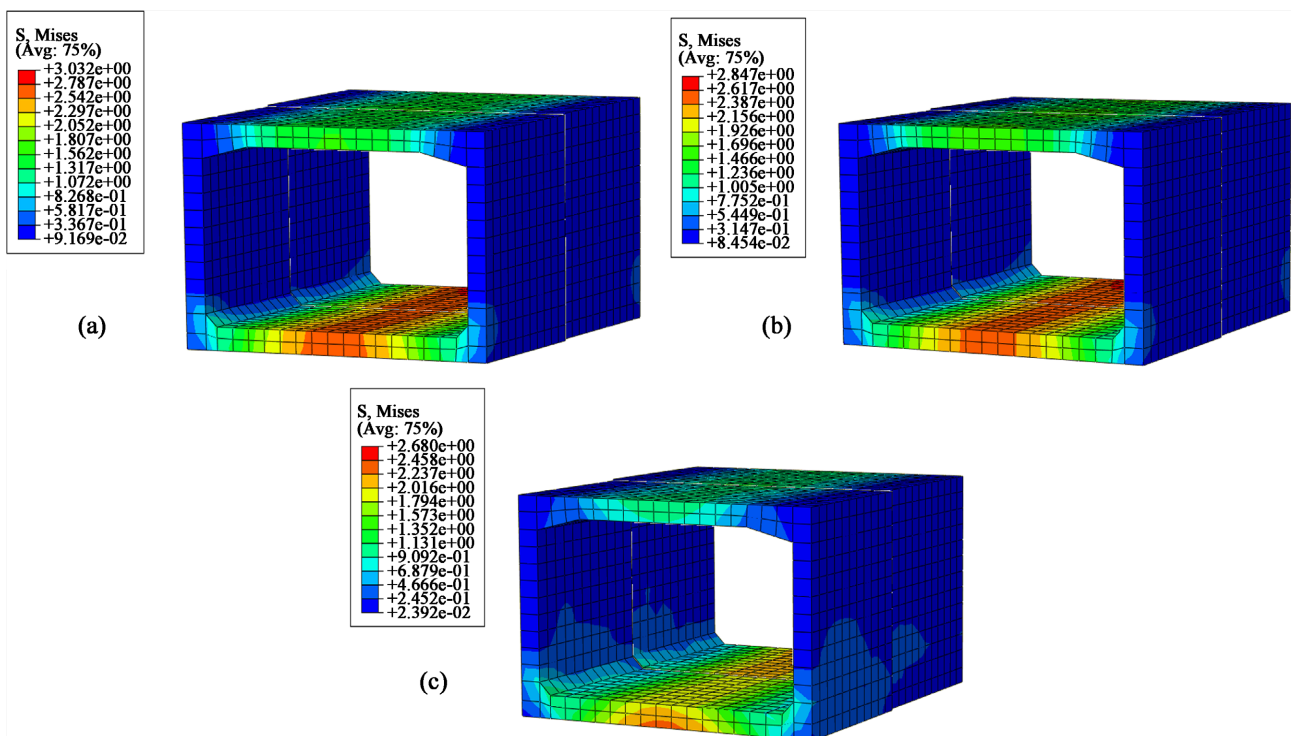 S, Mises
(Avg: 75%)
+3.032e+00
+2.787e+00
+2.542e+00
+2.297e+00
+2.052e+00
+1.807e+00
+1.562e+00
+1.317e+00
+1.072e+00
+8.268e-01
+5.817e-01
+3.367e-01
+9.169e-02
(a)
S, Mises
(Avg: 75%)
+2.847e+00
+2.617e+00
+2.387e+00
+2.156e+00
+1.926e+00
+1.696e+00
+1.466e+00
+1.236e+00
+1.005e+00
+7.752e-01
+5.449e-01
+3.147e-01
+8.454e-02
(b)
S, Mises
(Avg: 75%)
+2.680e+00
+2.458e+00
+2.237e+00
+2.016e+00
+1.794e+00
+1.573e+00
+1.352e+00
+1.131e+00
+9.092e-01
+6.879e-01
+4.666e-01
+2.452e-01
+2.392e-02
(c)